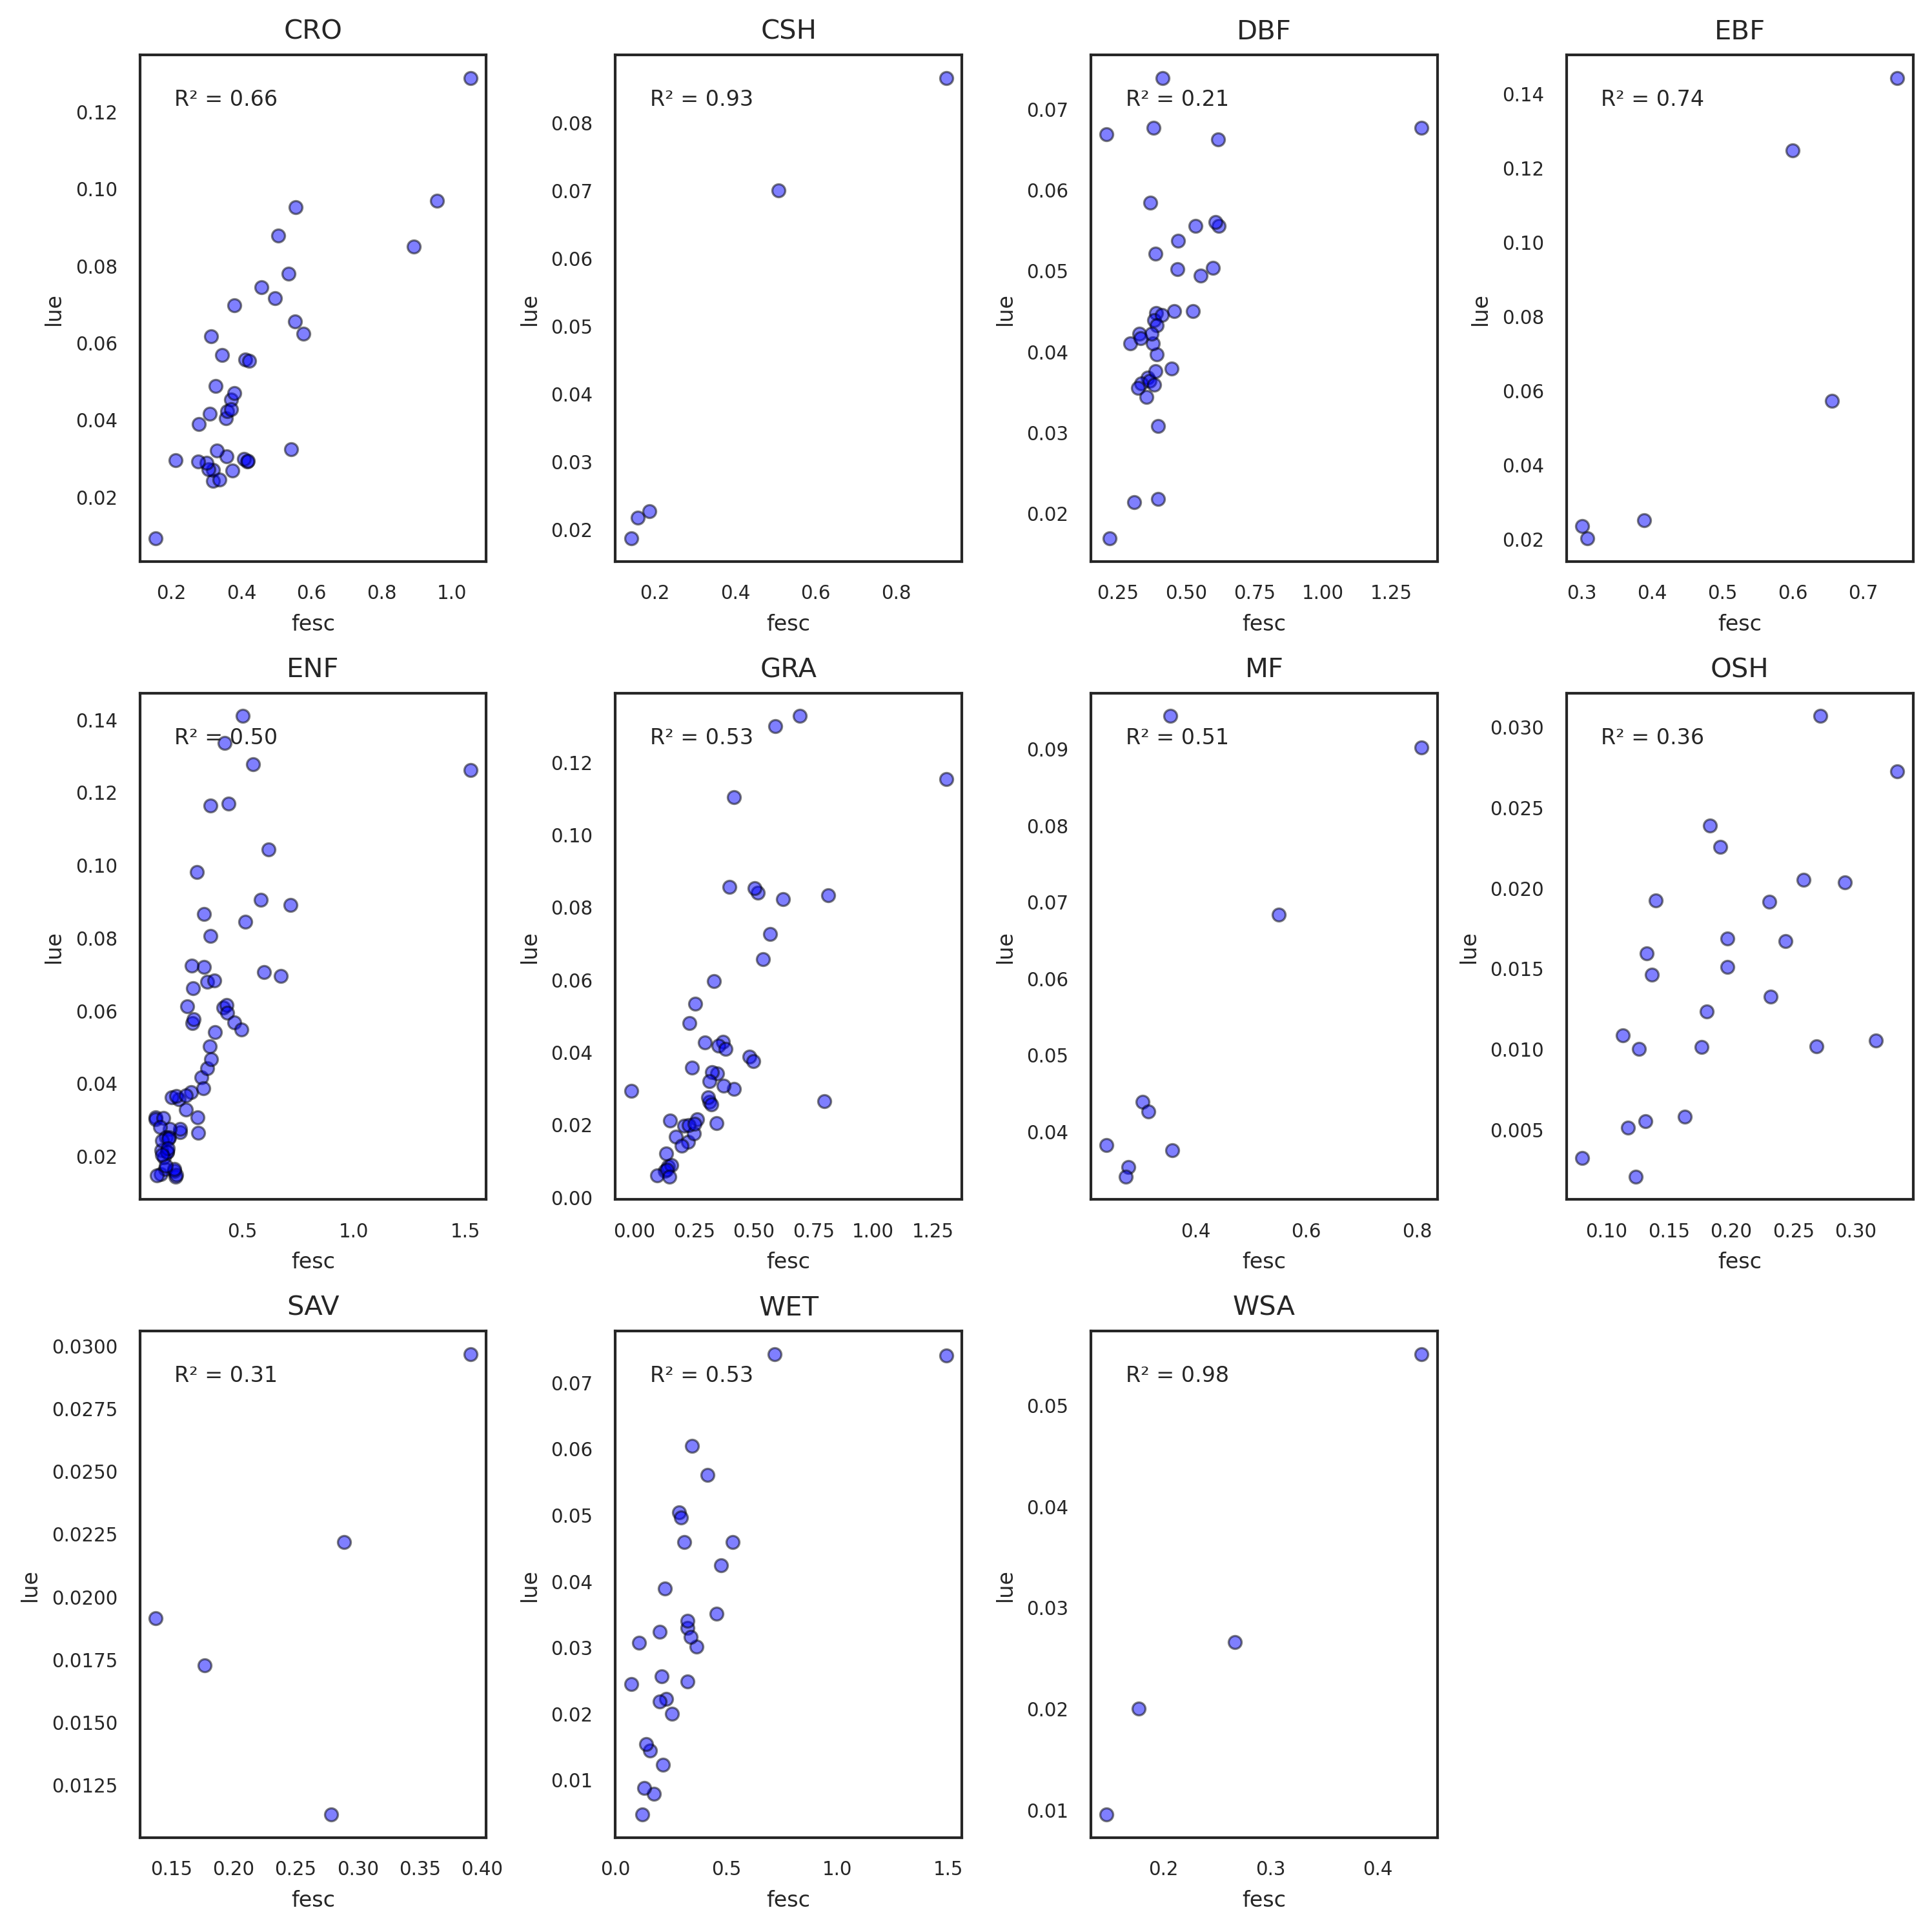 CRO
CSH
DBF
EBF
R² = 0.66
R² = 0.93
R² = 0.21
R² = 0.74
0.12
0.10
0.08
0.06
0.04
0.02
lue
0.2 0.4 0.6 0.8 1.0
fesc
0.08
0.07
0.06
0.05
0.04
0.03
0.02
lue
0.2 0.4 0.6 0.8
fesc
0.07
0.06
0.05
0.04
0.03
0.02
lue
0.25 0.50 0.75 1.00 1.25
fesc
0.14
0.12
0.10
0.08
0.06
0.04
0.02
lue
0.3 0.4 0.5 0.6 0.7
fesc
ENF
GRA
MF
OSH
R² = 0.50
R² = 0.53
R² = 0.51
R² = 0.36
0.14
0.12
0.10
0.08
0.06
0.04
0.02
lue
0.5 1.0 1.5
fesc
0.12
0.10
0.08
0.06
0.04
0.02
0.00
lue
0.00 0.25 0.50 0.75 1.00 1.25
fesc
0.09
0.08
0.07
0.06
0.05
0.04
lue
0.4 0.6 0.8
fesc
0.030
0.025
0.020
0.015
0.010
0.005
lue
0.10 0.15 0.20 0.25 0.30
fesc
SAV
WET
WSA
R² = 0.31
R² = 0.53
R² = 0.98
0.0300
0.0275
0.0250
0.0225
0.0200
0.0175
0.0150
0.0125
lue
0.15 0.20 0.25 0.30 0.35 0.40
fesc
0.07
0.06
0.05
0.04
0.03
0.02
0.01
lue
0.0 0.5 1.0 1.5
fesc
0.05
0.04
0.03
0.02
0.01
lue
0.2 0.3 0.4
fesc